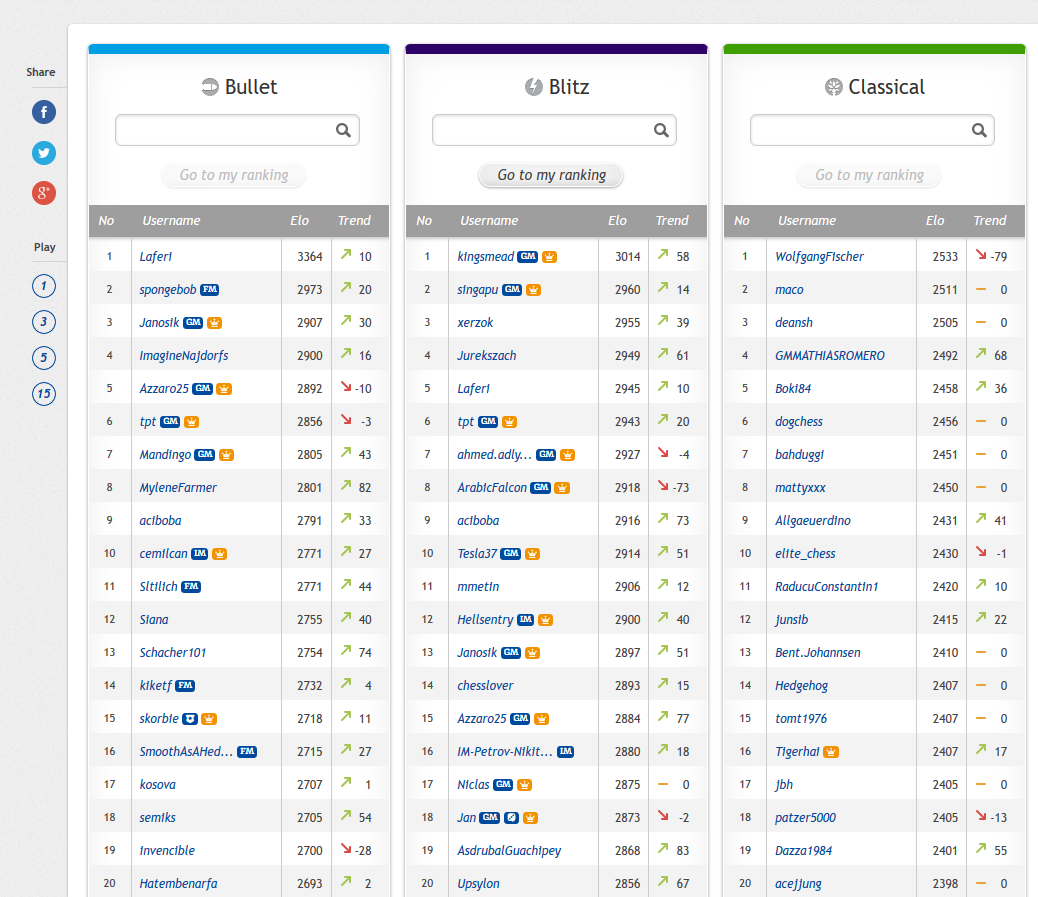 Share
f
g+
Play
1
3
5
15
Bullet
Go to my ranking
No Username Elo Trend
1 Laferi 3364 10
2 spongebob FM 2973 20
3 Janosik GM 2907 30
4 ImagineNajdorfs 2900 16
5 Azzaro25 GM 2892 -10
6 tpt GM 2856 -3
7 Mandingo GM 2805 43
8 MyleneFarmer 2801 82
9 aciboba 2791 33
10 cemilcan IM 2771 27
11 Sltilich FM 2771 44
12 Siana 2755 40
13 Schacher101 2754 74
14 kiketf FM 2732 4
15 skorbie 2718 11
16 SmoothAsAHed... FM 2715 27
17 kosova 2707 1
18 semiks 2705 54
19 invencible 2700 -28
20 Hatembenarfa 2693 2
Blitz
Go to my ranking
No Username Elo Trend
1 kingsmead GM 3014 58
2 singapu GM 2960 14
3 xerzok 2955 39
4 Jurekszach 2949 61
5 Laferi 2945 10
6 tpt GM 2943 20
7 ahmed.adly... GM 2927 -4
8 ArabicFalcon GM 2918 -73
9 aciboba 2916 73
10 Tesla37 GM 2914 51
11 mmetin 2906 12
12 Hellsentry IM 2900 40
13 Janosik GM 2897 51
14 chesslover 2893 15
15 Azzaro25 GM 2884 77
16 IM-Petrov-Nikit... IM 2880 18
17 Niclas GM 2875 0
18 Jan GM 2873 -2
19 AsdrubalGuachipey 2868 83
20 Upsylon 2856 67
Classical
Go to my ranking
No Username Elo Trend
1 WolfgangFischer 2533 -79
2 maco 2511 0
3 deansh 2505 0
4 GMMATHIASROMERO 2492 68
5 Boki84 2458 36
6 dogchess 2456 0
7 bahduggi 2451 0
8 mattyxxx 2450 0
9 Allgaeuerdino 2431 41
10 elite_chess 2430 -1
11 RaducuConstantin1 2420 10
12 junsib 2415 22
13 Bent.Johannsen 2410 0
14 Hedgehog 2407 0
15 tomt1976 2407 0
16 Tigerhai 2407 17
17 jbh 2405 0
18 patzer5000 2405 -13
19 Dazza1984 2401 55
20 acejjung 2398 0